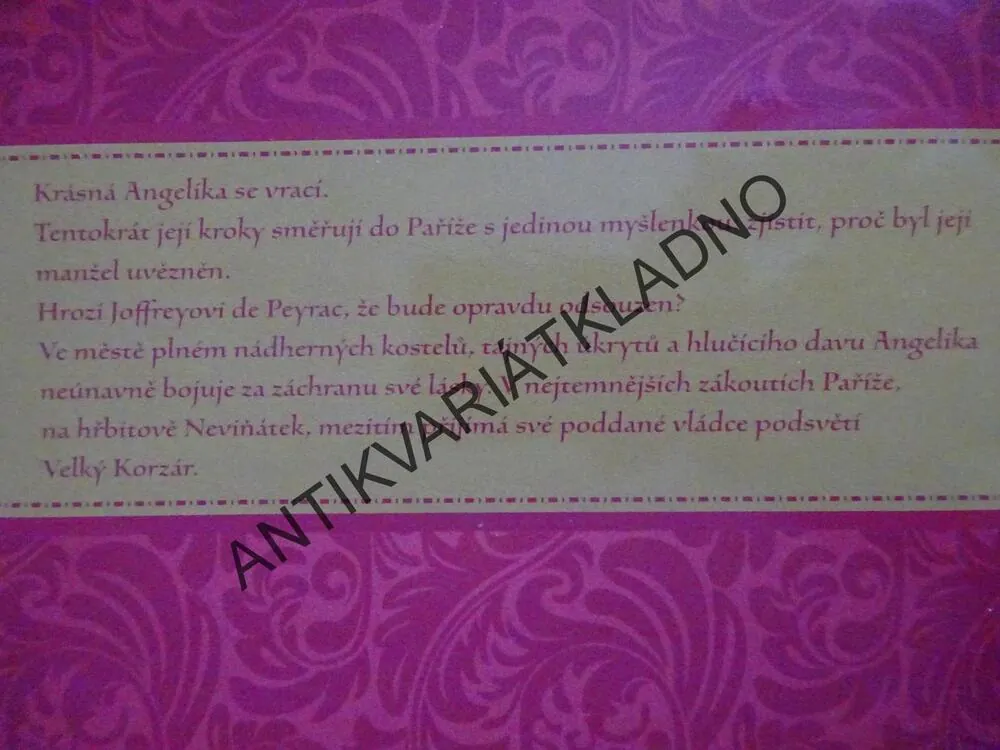 Krásná Angelika se vrací.
Tentokrát její kroky směřují do Paříže s jedinou myšlenkou zjistit, proč byl její
manžel uvězněn.
Hrozí Joffreyovi de Peyrac, že bude opravdu odsouzen?
Ve městě plném nádherných kostelů, tajných úkrytů a hlučícího davu Angelika
neúnavně bojuje za záchranu své lásky. V nejtemnějších zákoutích Paříže,
na hřbitově Neviňátek, mezitím přijímá své poddané vládce podsvětí
Velký Korzár.
ANTIKVARIÁTKLADNO